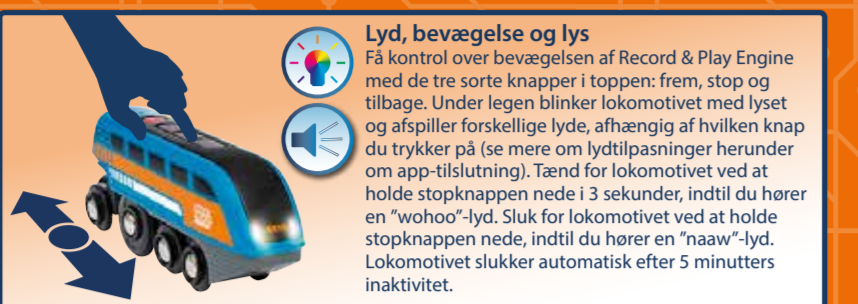 Lyd, bevægelse og lys
Få kontrol over bevægelsen af Record & Play Engine
med de tre sorte knapper i toppen: frem, stop og
tilbage. Under legen blinker lokomotivet med lyset
og afspiller forskellige lyde, afhængig af hvilken knap
du trykker på (se mere om lydtilpasninger herunder
om app-tilslutning). Tænd for lokomotivet ved at
holde stopknappen nede i 3 sekunder, indtil du hører
en ”wohoo”-lyd. Sluk for lokomotivet ved at holde
stopknappen nede, indtil du hører en ”naaw”-lyd.
Lokomotivet slukker automatisk efter 5 minutters
inaktivitet.